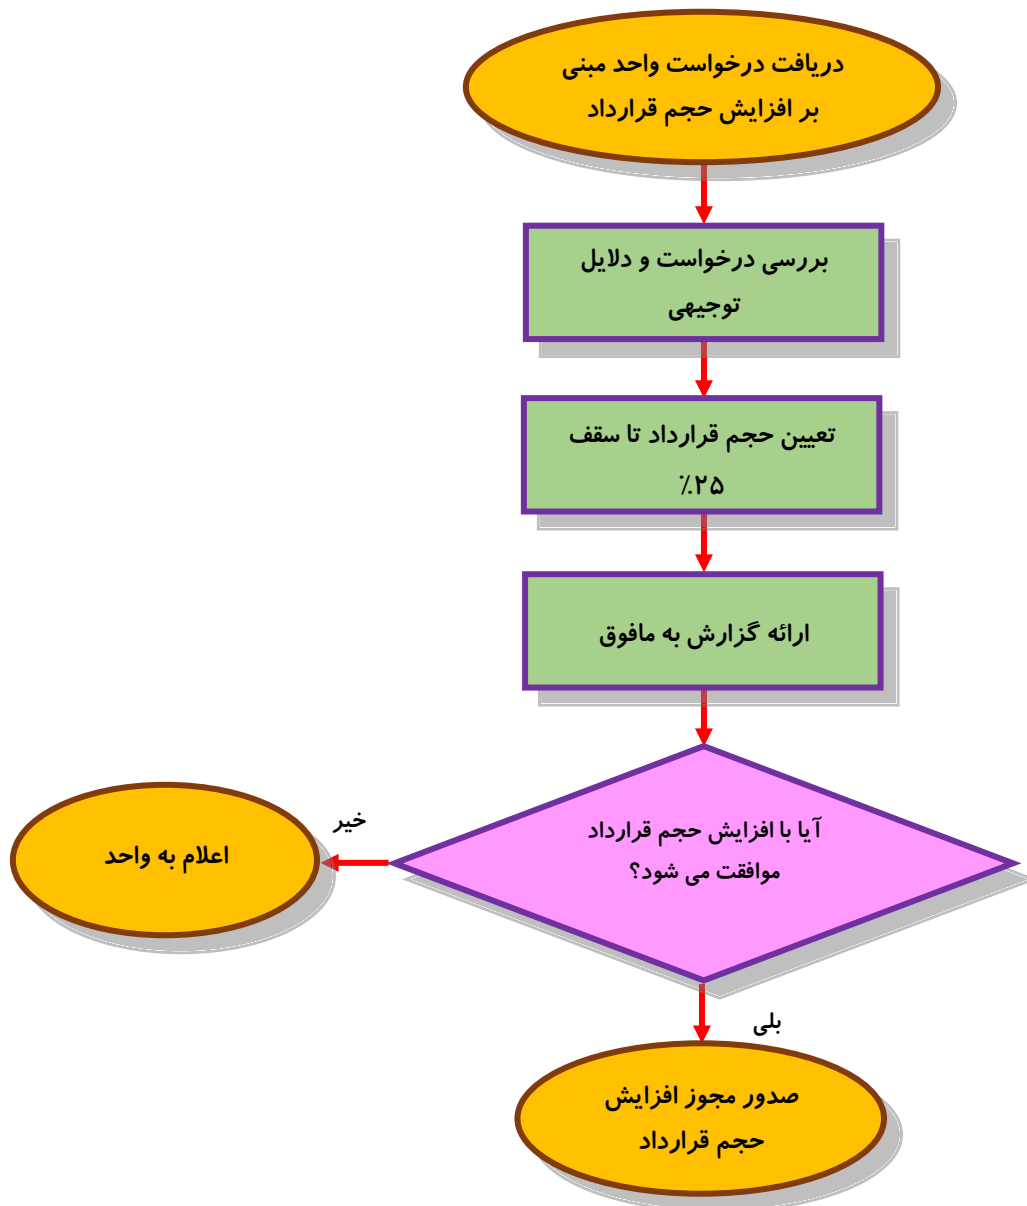 دریافت درخواست واحد مبنی
بر افزایش حجم قرارداد
بررسی درخواست و دلایل
توجیهی
تعیین حجم قرارداد تا سقف
۲۵٪
ارائه گزارش به مافوق
آیا با افزایش حجم قرارداد
موافقت می شود؟
خیر
اعلام به واحد
بلی
صدور مجوز افزایش
حجم قرارداد